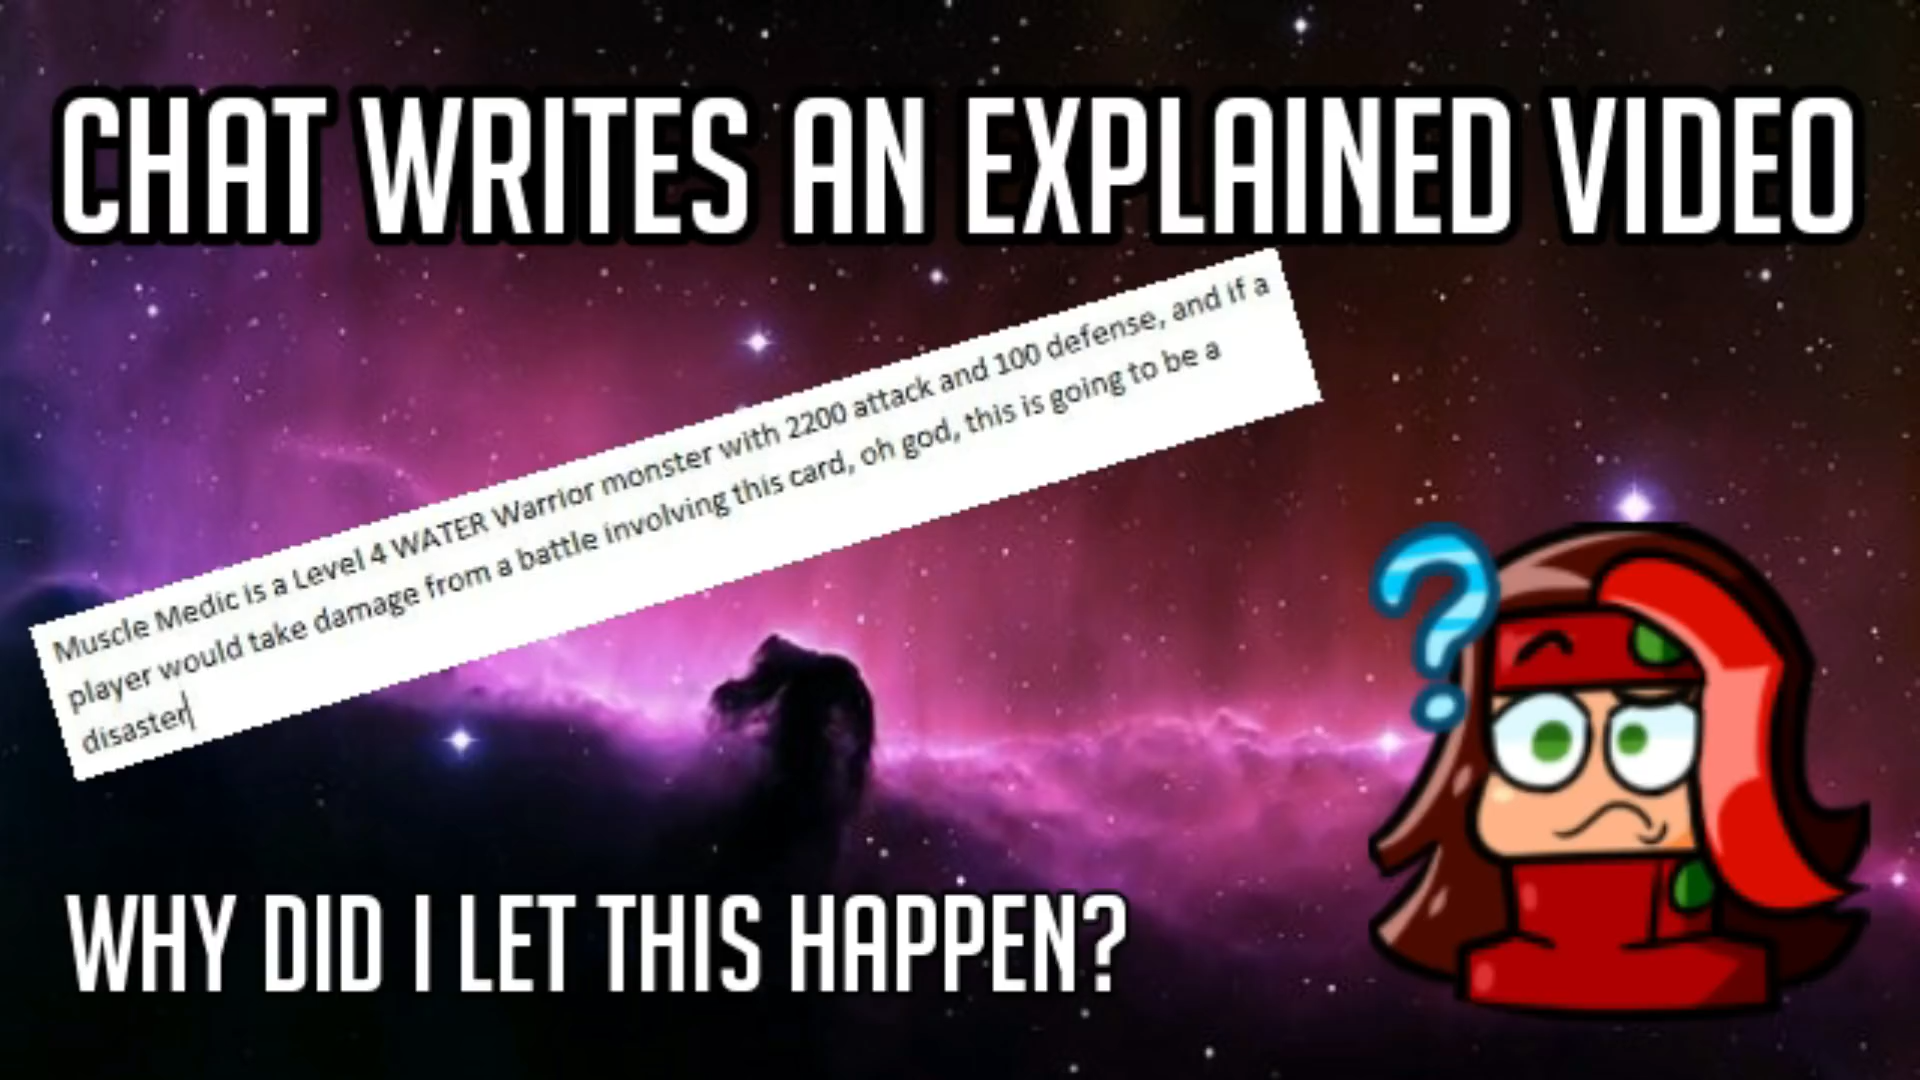 CHAT WRITES AN EXPLAINED VIDEO
Muscle Medic is a Level 4 WATER Warrior monster with 2200 attack and 100 defense, and if a
player would take damage from a battle involving this card, oh god, this is going to be a
disaster
WHY DID I LET THIS HAPPEN?